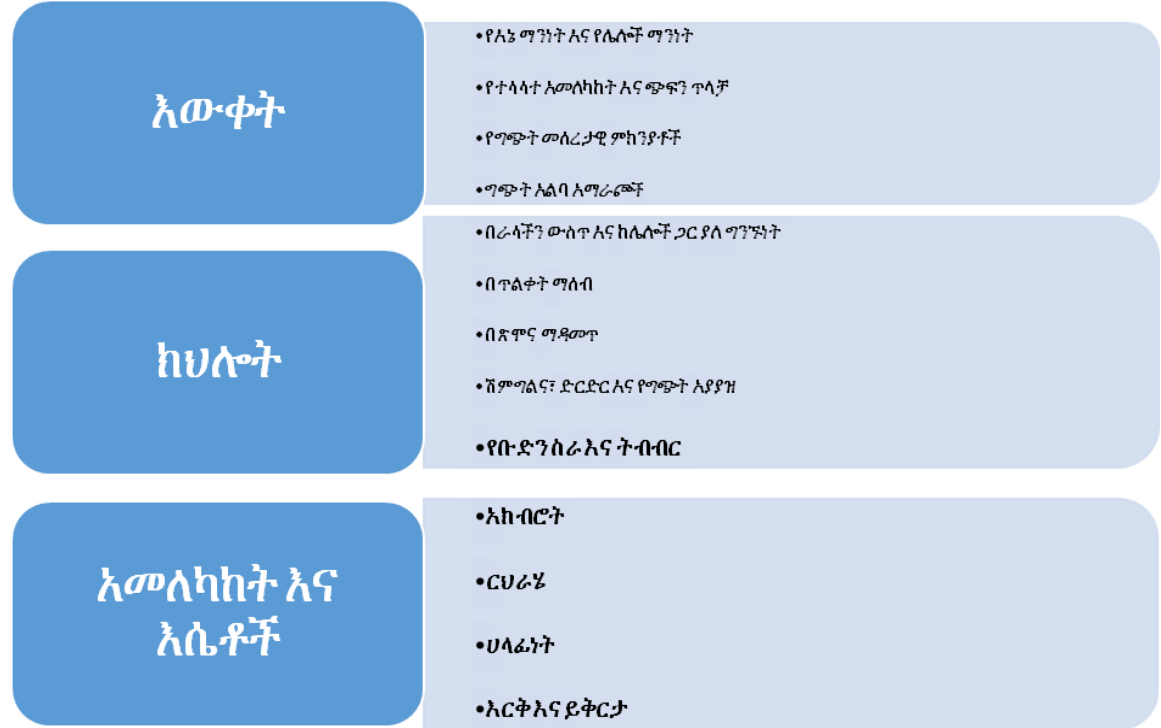 እውቀት
•የእኔ ማንነት እና የሌሎች ማንነት
•የተሳሳተ አመለካከት እና ጭፍን ጥላቻ
•የግጭት መሰረታዊ ምክንያቶች
•ግጭት አልባ አማራጮች
ክህሎት
•በራሳችን ውስጥ እና ከሌሎች ጋር ያለ ግንኙነት
•በጥልቀት ማሰብ
•በጽሞና ማዳመጥ
•ሽምግልና፣ ድርድር እና የግጭት አያያዝ
•የቡድን ስራ እና ትብብር
አመለካከት እና
እሴቶች
•አክብሮት
•ርህራሄ
•ሀላፊነት
•እርቅ እና ይቅርታ